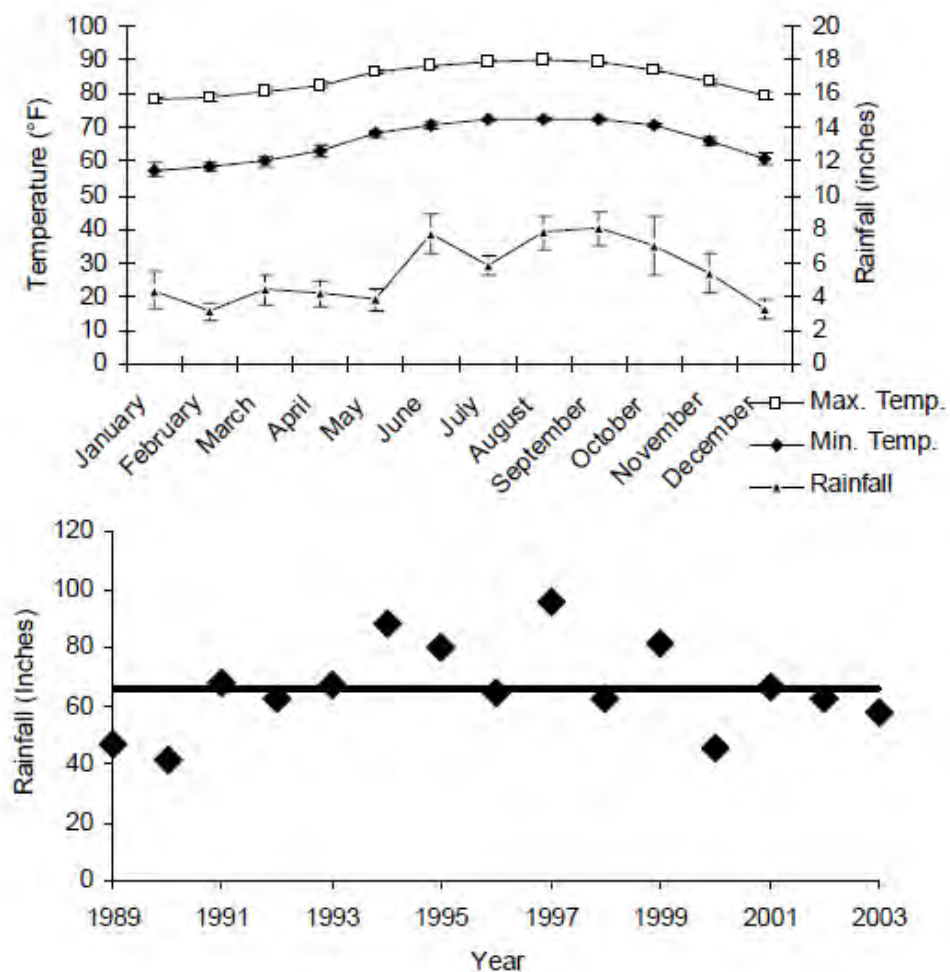 Temperature (°F)
100
90
80
70
60
50
40
30
20
10
0
Rainfall (inches)
20
18
16
14
12
10
8
6
4
2
0
January
February
March
April
May
June
July
August
September
October
November
December
Max. Temp.
Min. Temp.
Rainfall
Rainfall (Inches)
120
100
80
60
40
20
0
1989
1991
1993
1995
1997
1999
2001
2003
Year